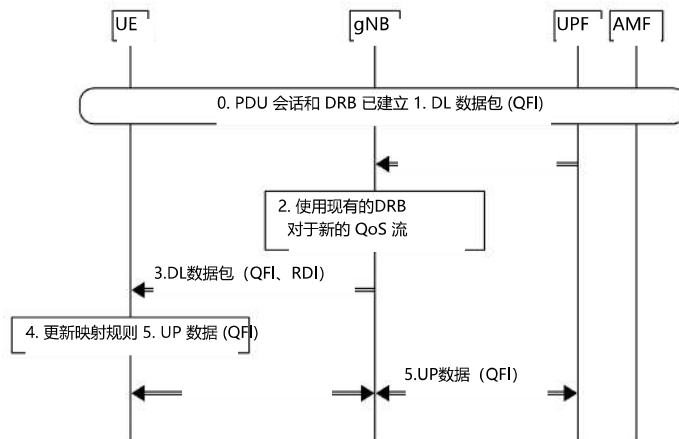 UE gNB UPF AMF
0. PDU 会话和 DRB 已建立 1. DL 数据包 (QFI)
2. 使用现有的DRB
对于新的 QoS 流
3.DL数据包（QFI、RDI）
4. 更新映射规则 5. UP 数据 (QFI)
5.UP数据（QFI）